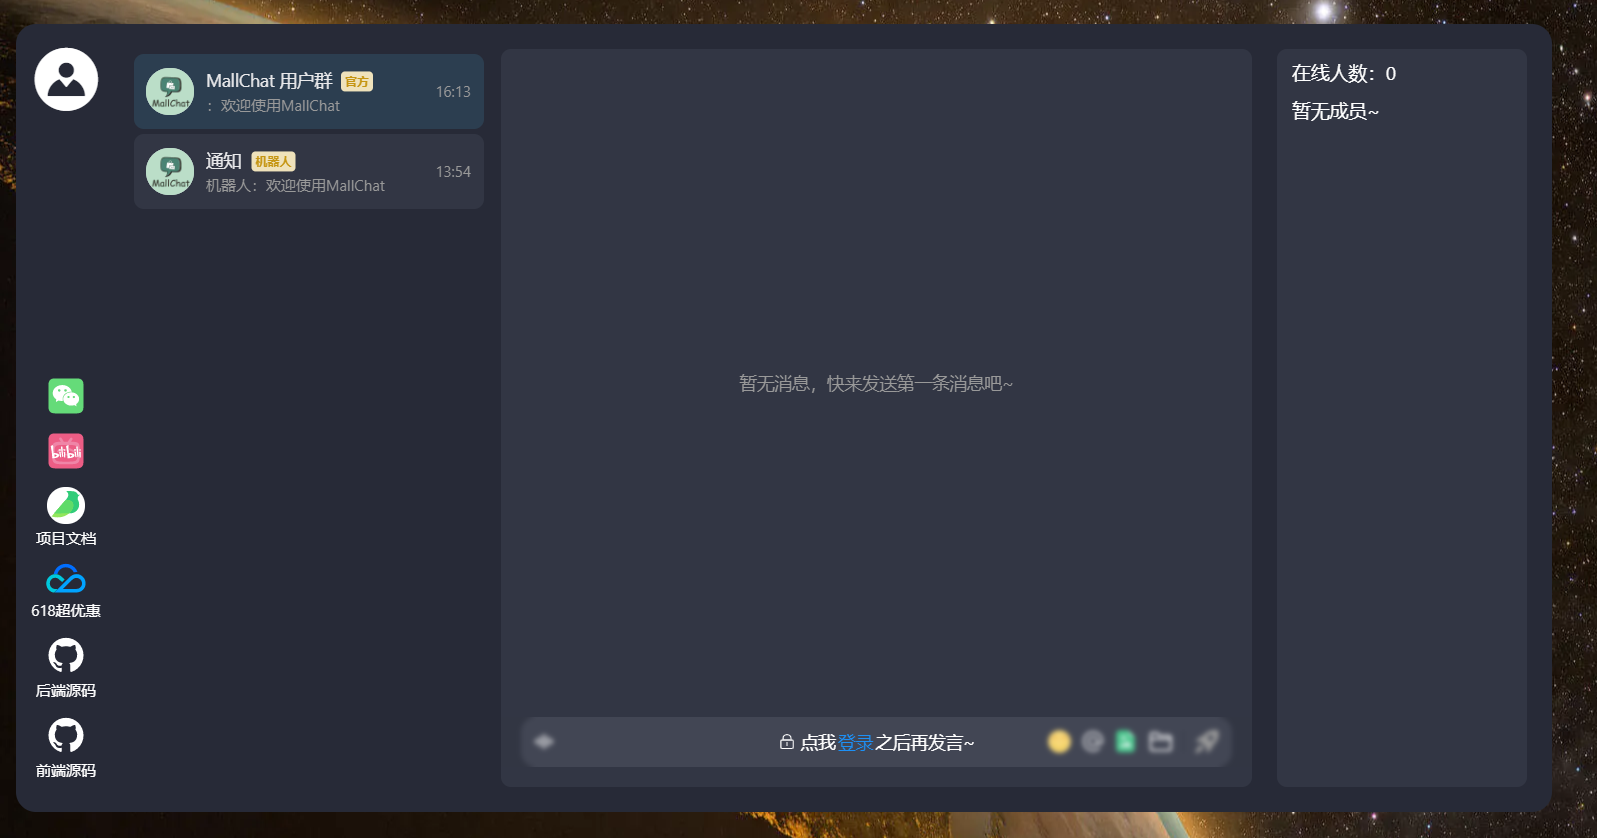 MallChat
MallChat 用户群 官方
：欢迎使用MallChat
16:13
MallChat
通知 机器人
机器人：欢迎使用MallChat
13:54
bilibili
项目文档
618超优惠
后端源码
前端源码
暂无消息，快来发送第一条消息吧~
点我登录之后再发言~
在线人数：0
暂无成员~